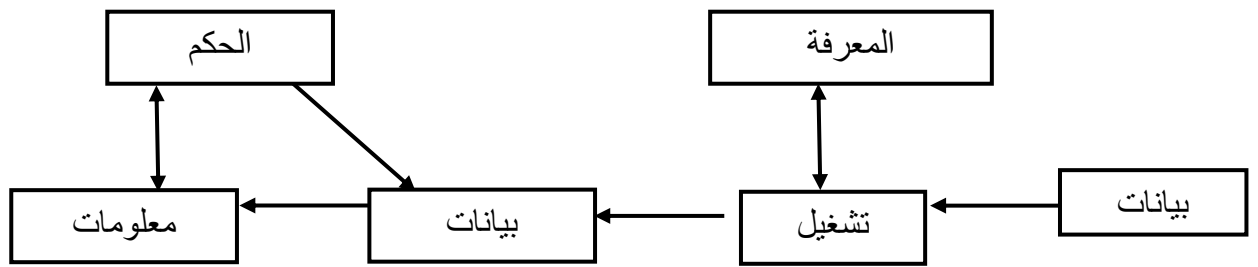 المعرفة
الحكم
بيانات
تشغيل
بيانات
معلومات